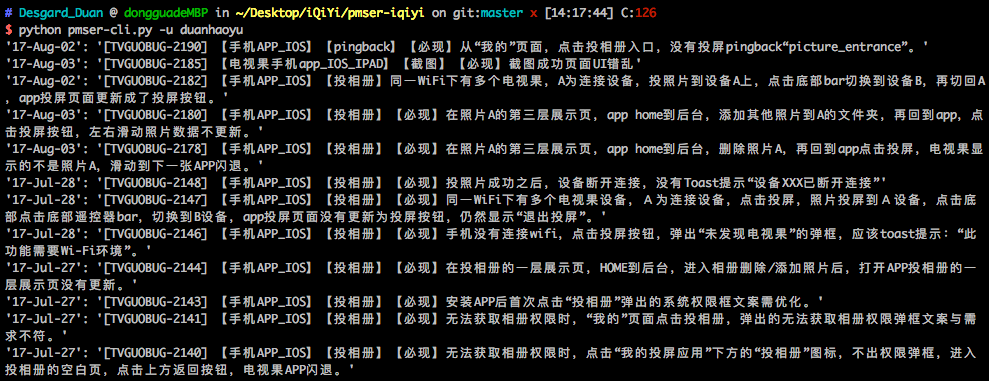 # Desgard_Duan @ dongguadeMBP in ~/Desktop/iQiYi/pmser-iqiyi on git:master x [14:17:44] C:126
$ python pmser-cli.py -u duanhaoyu
'17-Aug-02': '[TVGUOBUG-2190] 【手机APP_IOS】【pingback】【必现】从“我的”页面，点击投相册入口，没有投屏pingback“picture_entrance”。'
'17-Aug-03': '[TVGUOBUG-2185] 【电视果手机app_IOS_IPAD】【截图】【必现】截图成功页面UI错乱'
'17-Aug-02': '[TVGUOBUG-2182] 【手机APP_IOS】【投相册】【必现】同一WiFi下有多个电视果，A为连接设备，投照片到设备A上，点击底部bar切换到设备B，再切回A
，app投屏页面更新成了投屏按钮。'
'17-Aug-03': '[TVGUOBUG-2180] 【手机APP_IOS】【投相册】【必现】在照片A的第三层展示页，app home到后台，添加其他照片到A的文件夹，再回到app，点
击投屏按钮，左右滑动照片数据不更新。'
'17-Aug-03': '[TVGUOBUG-2178] 【手机APP_IOS】【投相册】【必现】在照片A的第三层展示页，app home到后台，删除照片A，再回到app点击投屏，电视果显
示的不是照片A，滑动到下一张APP闪退。'
'17-Jul-28': '[TVGUOBUG-2148] 【手机APP_IOS】【投相册】【必现】投照片成功之后，设备断开连接，没有Toast提示“设备XXX已断开连接”'
'17-Jul-28': '[TVGUOBUG-2147] 【手机APP_IOS】【投相册】【必现】同一WiFi下有多个电视果设备，Ａ为连接设备，点击投屏，照片投屏到Ａ设备，点击底
部点击底部遥控器bar，切换到B设备，app投屏页面没有更新为投屏按钮，仍然显示“退出投屏”。'
'17-Jul-28': '[TVGUOBUG-2146] 【手机APP_IOS】【投相册】【必现】手机没有连接wifi，点击投屏按钮，弹出“未发现电视果”的弹框，应该toast提示：“此
功能需要Wi-Fi环境”。'
'17-Jul-27': '[TVGUOBUG-2144] 【手机APP_IOS】【投相册】【必现】在投相册的一层展示页，HOME到后台，进入相册删除/添加照片后，打开APP投相册的一
层展示页没有更新。'
'17-Jul-27': '[TVGUOBUG-2143] 【手机APP_IOS】【投相册】【必现】安装APP后首次点击“投相册”弹出的系统权限框文案需优化。'
'17-Jul-27': '[TVGUOBUG-2141] 【手机APP_IOS】【投相册】【必现】无法获取相册权限时，“我的”页面点击投相册，弹出的无法获取相册权限弹框文案与需
求不符。'
'17-Jul-27': '[TVGUOBUG-2140] 【手机APP_IOS】【投相册】【必现】无法获取相册权限时，点击“我的投屏应用”下方的“投相册”图标，不出权限弹框，进入
投相册的空白页，点击上方返回按钮，电视果APP闪退。'